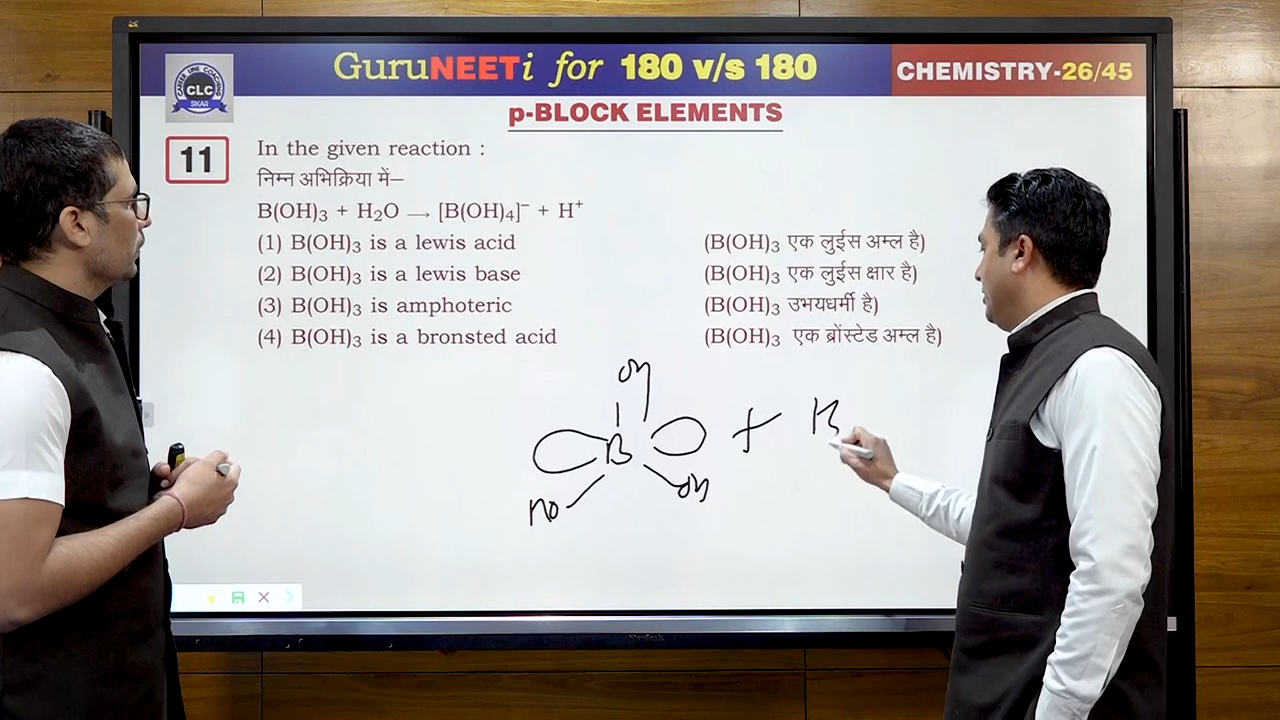 CAREER LINE COACHING
CLC
SIKAR
GuruNEETi for 180 v/s 180
CHEMISTRY-26/45
p-BLOCK ELEMENTS
11
In the given reaction :
निम्न अभिक्रिया में–
B(OH)₃ + H₂O → [B(OH)₄]⁻ + H⁺
(1) B(OH)₃ is a lewis acid (B(OH)₃ एक लुईस अम्ल है)
(2) B(OH)₃ is a lewis base (B(OH)₃ एक लुईस क्षार है)
(3) B(OH)₃ is amphoteric (B(OH)₃ उभयधर्मी है)
(4) B(OH)₃ is a bronsted acid (B(OH)₃ एक ब्रोंस्टेड अम्ल है)
OH
B +
HO OH